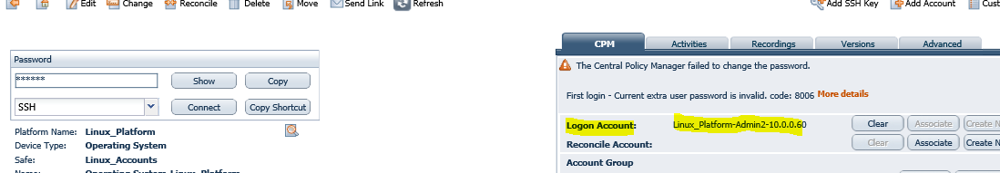 Edit Change Reconcile Delete Move Send Link Refresh
Add SSH Key Add Account
Password
****** Show Copy
SSH Connect Copy Shortcut
Platform Name: Linux_Platform
Device Type: Operating System
Safe: Linux_Accounts
CPM Activities Recordings Versions Advanced
The Central Policy Manager failed to change the password.
First login - Current extra user password is invalid. code: 8006 More details
Logon Account: Linux_Platform-Admin2-10.0.0.60 Clear Associate Create N
Reconcile Account: Clear Associate Create N
Account Group